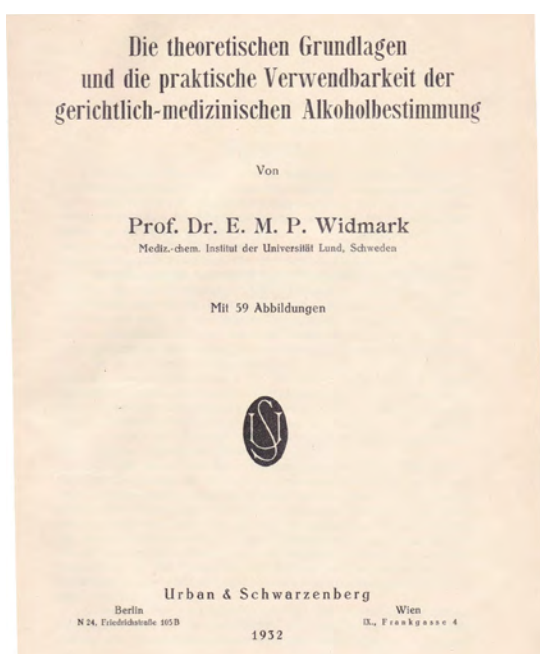 Die theoretischen Grundlagen
und die praktische Verwendbarkeit der
gerichtlich-medizinischen Alkoholbestimmung
Von
Prof. Dr. E. M. P. Widmark
Mediz.-chem. Institut der Universität Lund, Schweden
Mit 59 Abbildungen
US
Urban & Schwarzenberg
Berlin Wien
N 24, Friedrichstraße 105B IX., Frankgasse 4
1932